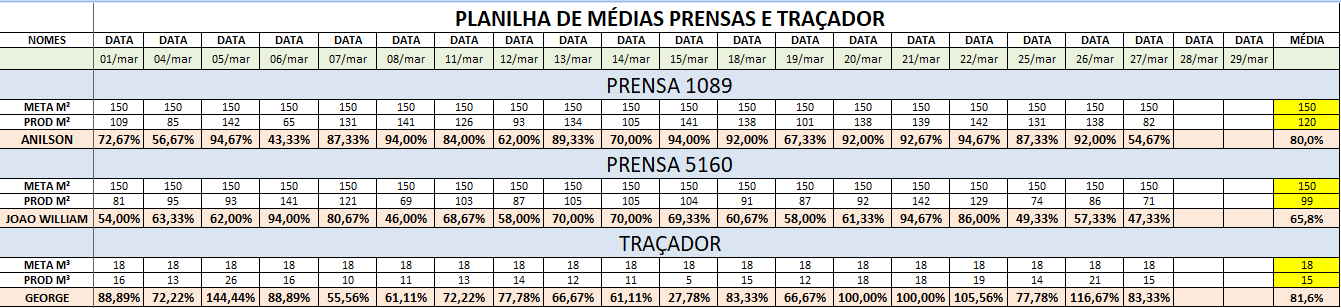 PLANILHA DE MÉDIAS PRENSAS E TRAÇADOR
NOMES DATA DATA DATA DATA DATA DATA DATA DATA DATA DATA DATA DATA DATA DATA DATA DATA DATA DATA DATA DATA DATA MÉDIA
01/mar 04/mar 05/mar 06/mar 07/mar 08/mar 11/mar 12/mar 13/mar 14/mar 15/mar 18/mar 19/mar 20/mar 21/mar 22/mar 25/mar 26/mar 27/mar 28/mar 29/mar
PRENSA 1089
META M² 150 150 150 150 150 150 150 150 150 150 150 150 150 150 150 150 150 150 150 150
PROD M² 109 85 142 65 131 141 126 93 134 105 141 138 101 138 139 142 131 138 82 120
ANILSON 72,67% 56,67% 94,67% 43,33% 87,33% 94,00% 84,00% 62,00% 89,33% 70,00% 94,00% 92,00% 67,33% 92,00% 92,67% 94,67% 87,33% 92,00% 54,67% 80,0%
PRENSA 5160
META M² 150 150 150 150 150 150 150 150 150 150 150 150 150 150 150 150 150 150 150 150
PROD M² 81 95 93 141 121 69 103 87 105 105 104 91 87 92 142 129 74 86 71 99
JOAO WILLIAM 54,00% 63,33% 62,00% 94,00% 80,67% 46,00% 68,67% 58,00% 70,00% 70,00% 69,33% 60,67% 58,00% 61,33% 94,67% 86,00% 49,33% 57,33% 47,33% 65,8%
TRAÇADOR
META M³ 18 18 18 18 18 18 18 18 18 18 18 18 18 18 18 18 18 18 18 18
PROD M³ 16 13 26 16 10 11 13 14 12 11 5 15 12 18 18 19 14 21 15 15
GEORGE 88,89% 72,22% 144,44% 88,89% 55,56% 61,11% 72,22% 77,78% 66,67% 61,11% 27,78% 83,33% 66,67% 100,00% 100,00% 105,56% 77,78% 116,67% 83,33% 81,6%